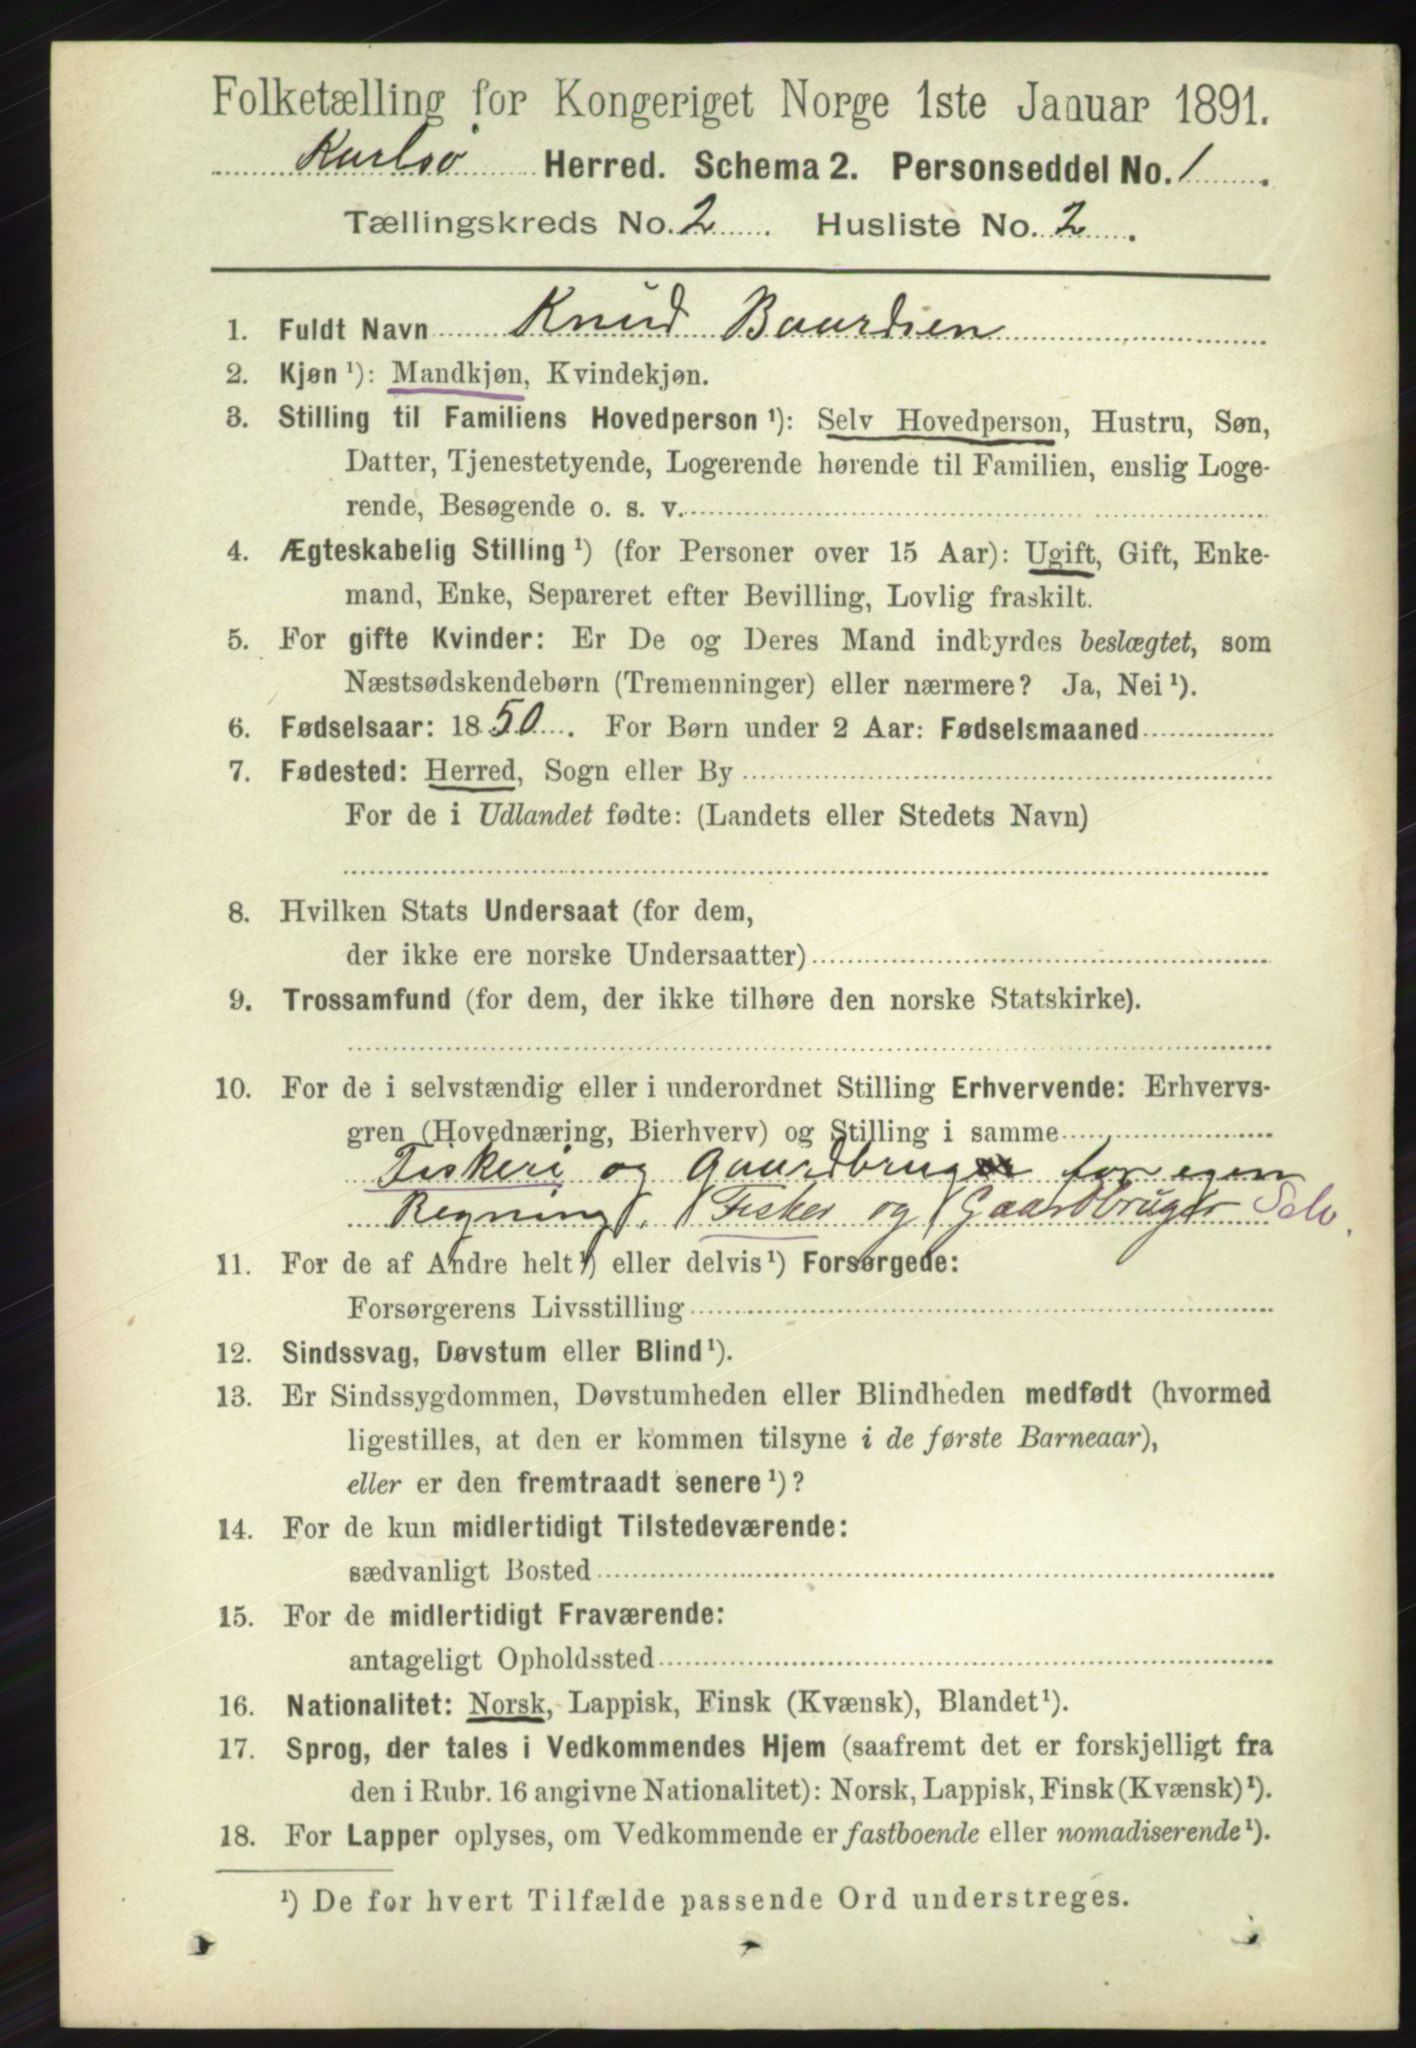 Folketælling for Kongeriget Norge 1ste Januar 1891.
Karlsø Herred. Schema 2. Personseddel No. 1.
Tællingskreds No. 2. Husliste No. 2.
1. Fuldt Navn Knud Baardsen
2. Kjøn ¹): Mandkjøn, Kvindekjøn.
3. Stilling til Familiens Hovedperson ¹): Selv Hovedperson, Hustru, Søn,
Datter, Tjenestetyende, Logerende hørende til Familien, enslig Loge-
rende, Besøgende o. s. v.
4. Ægteskabelig Stilling ¹) (for Personer over 15 Aar): Ugift, Gift, Enke-
mand, Enke, Separeret efter Bevilling, Lovlig fraskilt.
5. For gifte Kvinder: Er De og Deres Mand indbyrdes beslægtet, som
Næstsødskendebørn (Tremenninger) eller nærmere? Ja, Nei ¹).
6. Fødselsaar: 1850. For Børn under 2 Aar: Fødselsmaaned
7. Fødested: Herred, Sogn eller By
For de i Udlandet fødte: (Landets eller Stedets Navn)
8. Hvilken Stats Undersaat (for dem,
der ikke ere norske Undersaatter)
9. Trossamfund (for dem, der ikke tilhøre den norske Statskirke).
10. For de i selvstændig eller i underordnet Stilling Erhvervende: Erhvervs-
gren (Hovednæring, Bierhverv) og Stilling i samme
Fiskeri og Gaardbrug for egen
Regning, (Fisker og Gaardbruger Selv.
11. For de af Andre helt ¹) eller delvis ¹) Forsørgede:
Forsørgerens Livsstilling
12. Sindssvag, Døvstum eller Blind ¹).
13. Er Sindssygdommen, Døvstumheden eller Blindheden medfødt (hvormed
ligestilles, at den er kommen tilsyne i de første Barneaar),
eller er den fremtraadt senere ¹)?
14. For de kun midlertidigt Tilstedeværende:
sædvanligt Bosted
15. For de midlertidigt Fraværende:
antageligt Opholdssted
16. Nationalitet: Norsk, Lappisk, Finsk (Kvænsk), Blandet ¹).
17. Sprog, der tales i Vedkommendes Hjem (saafremt det er forskjelligt fra
den i Rubr. 16 angivne Nationalitet): Norsk, Lappisk, Finsk (Kvænsk) ¹).
18. For Lapper oplyses, om Vedkommende er fastboende eller nomadiserende ¹).
¹) De for hvert Tilfælde passende Ord understreges.